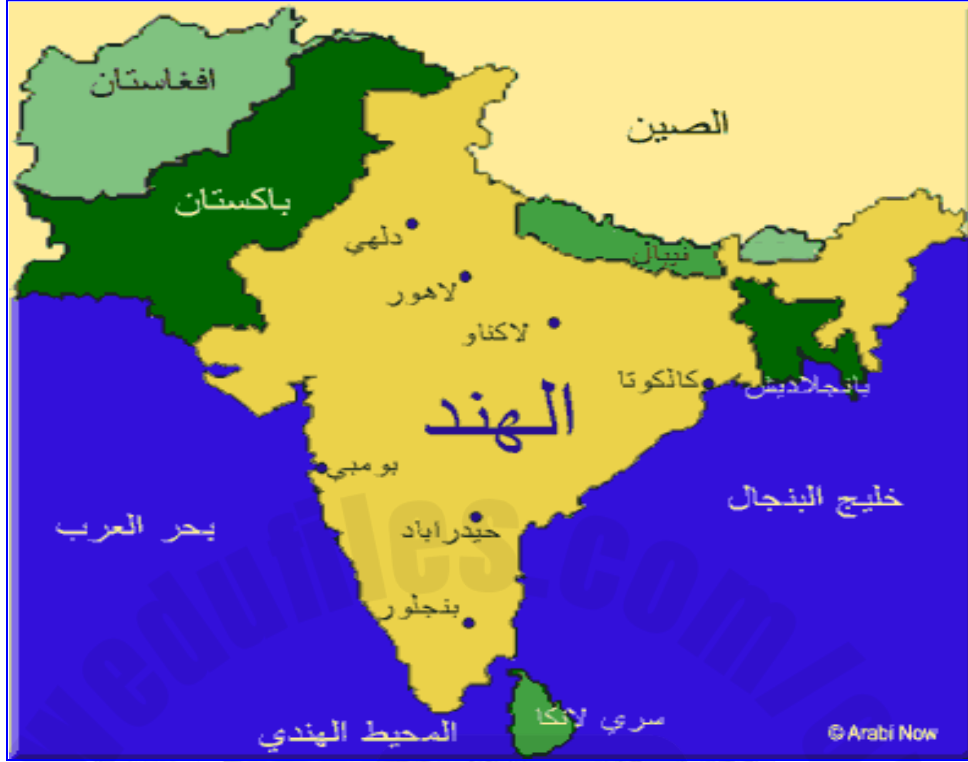 افغاستان
الصين
باكستان
دلهي
نيبال
لاهور
لاكناو
كالكوتا
بانجلاديش
الهند
بومبي
خليج البنجال
بحر العرب
حيدراباد
بنجلور
سري لانكا
المحيط الهندي
© Arabi Now